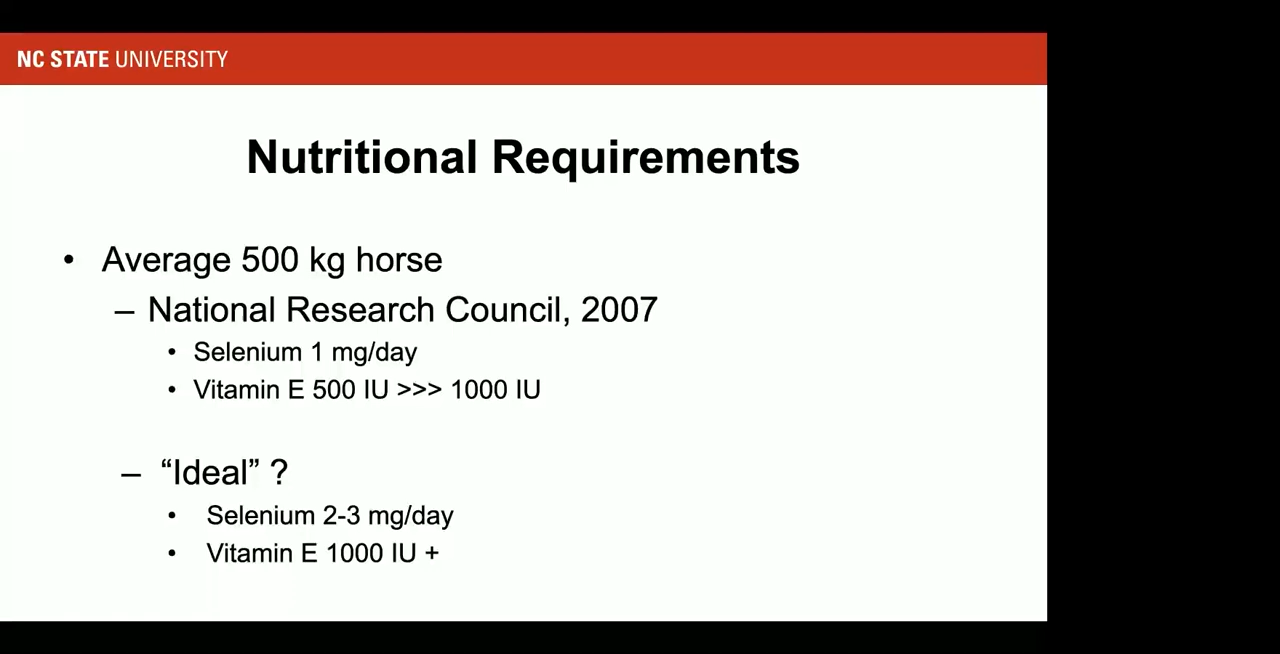 NC STATE UNIVERSITY
Nutritional Requirements
• Average 500 kg horse
– National Research Council, 2007
• Selenium 1 mg/day
• Vitamin E 500 IU >>> 1000 IU
– “Ideal” ?
• Selenium 2-3 mg/day
• Vitamin E 1000 IU +